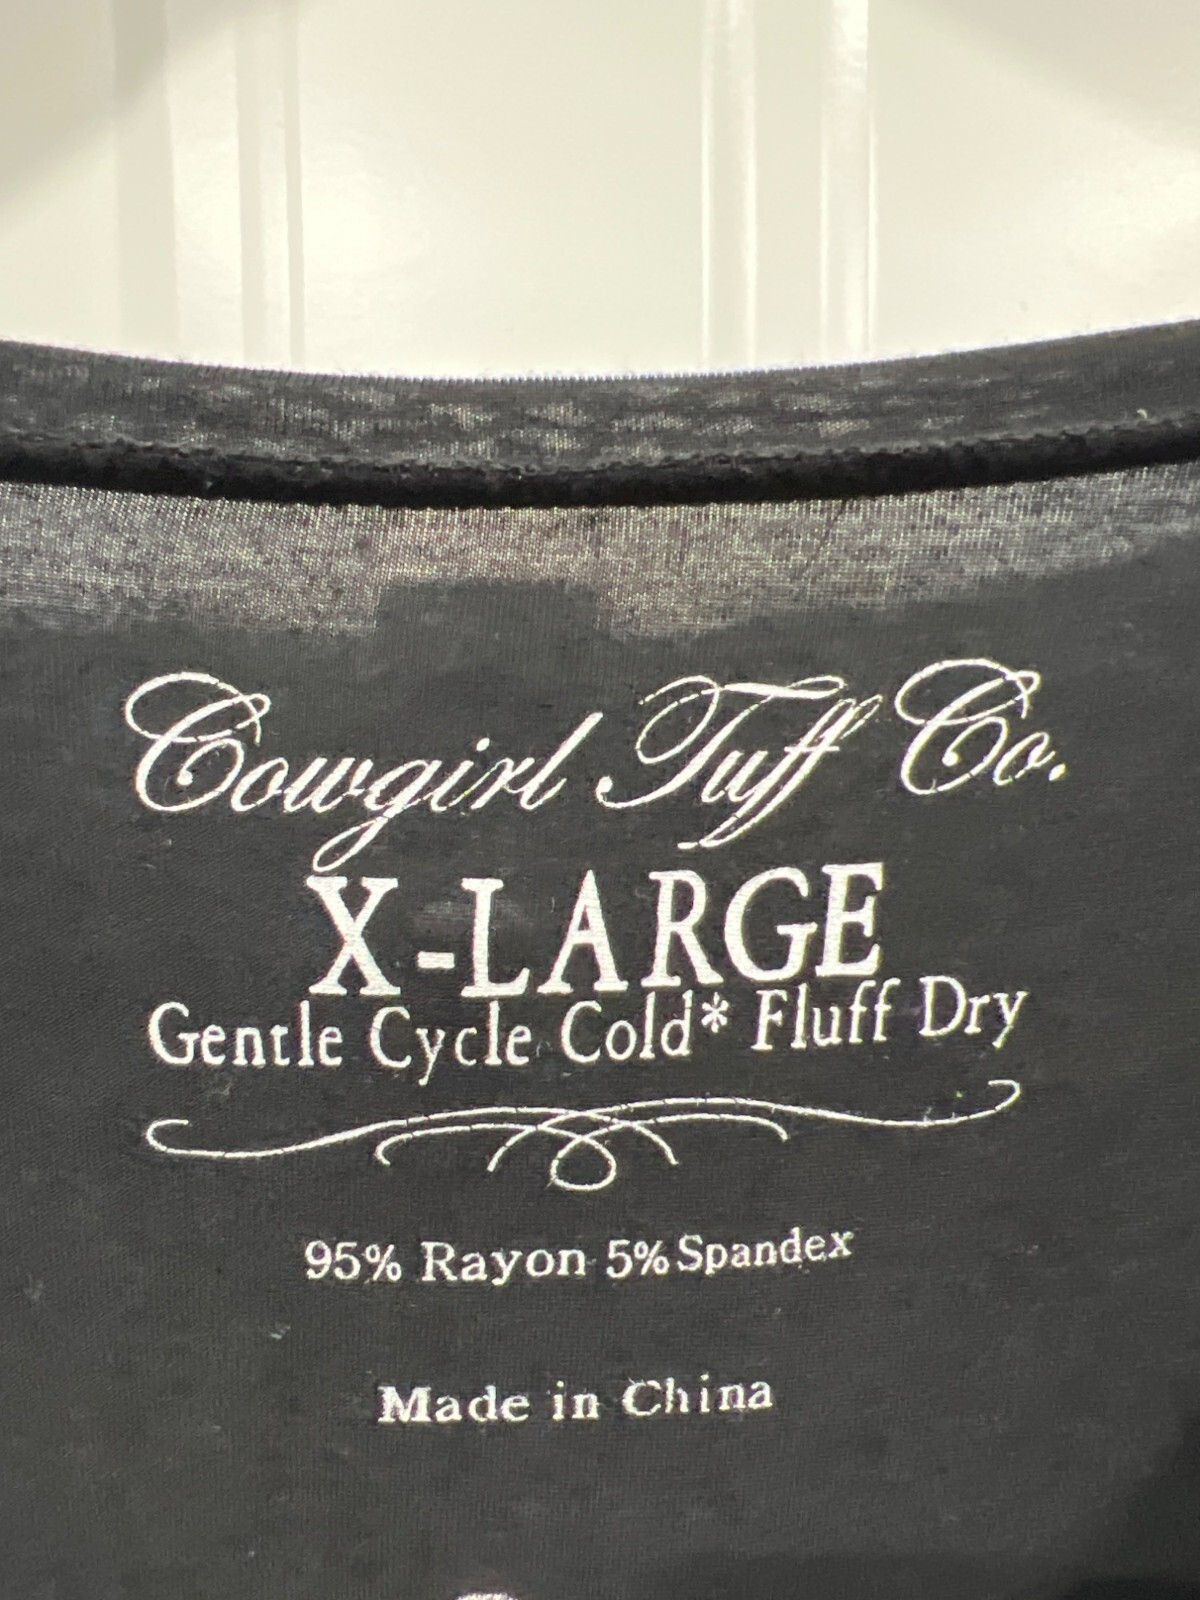 Cowgirl Tuff Co.
X-LARGE
Gentle Cycle Cold* Fluff Dry
95% Rayon 5% Spandex
Made in China